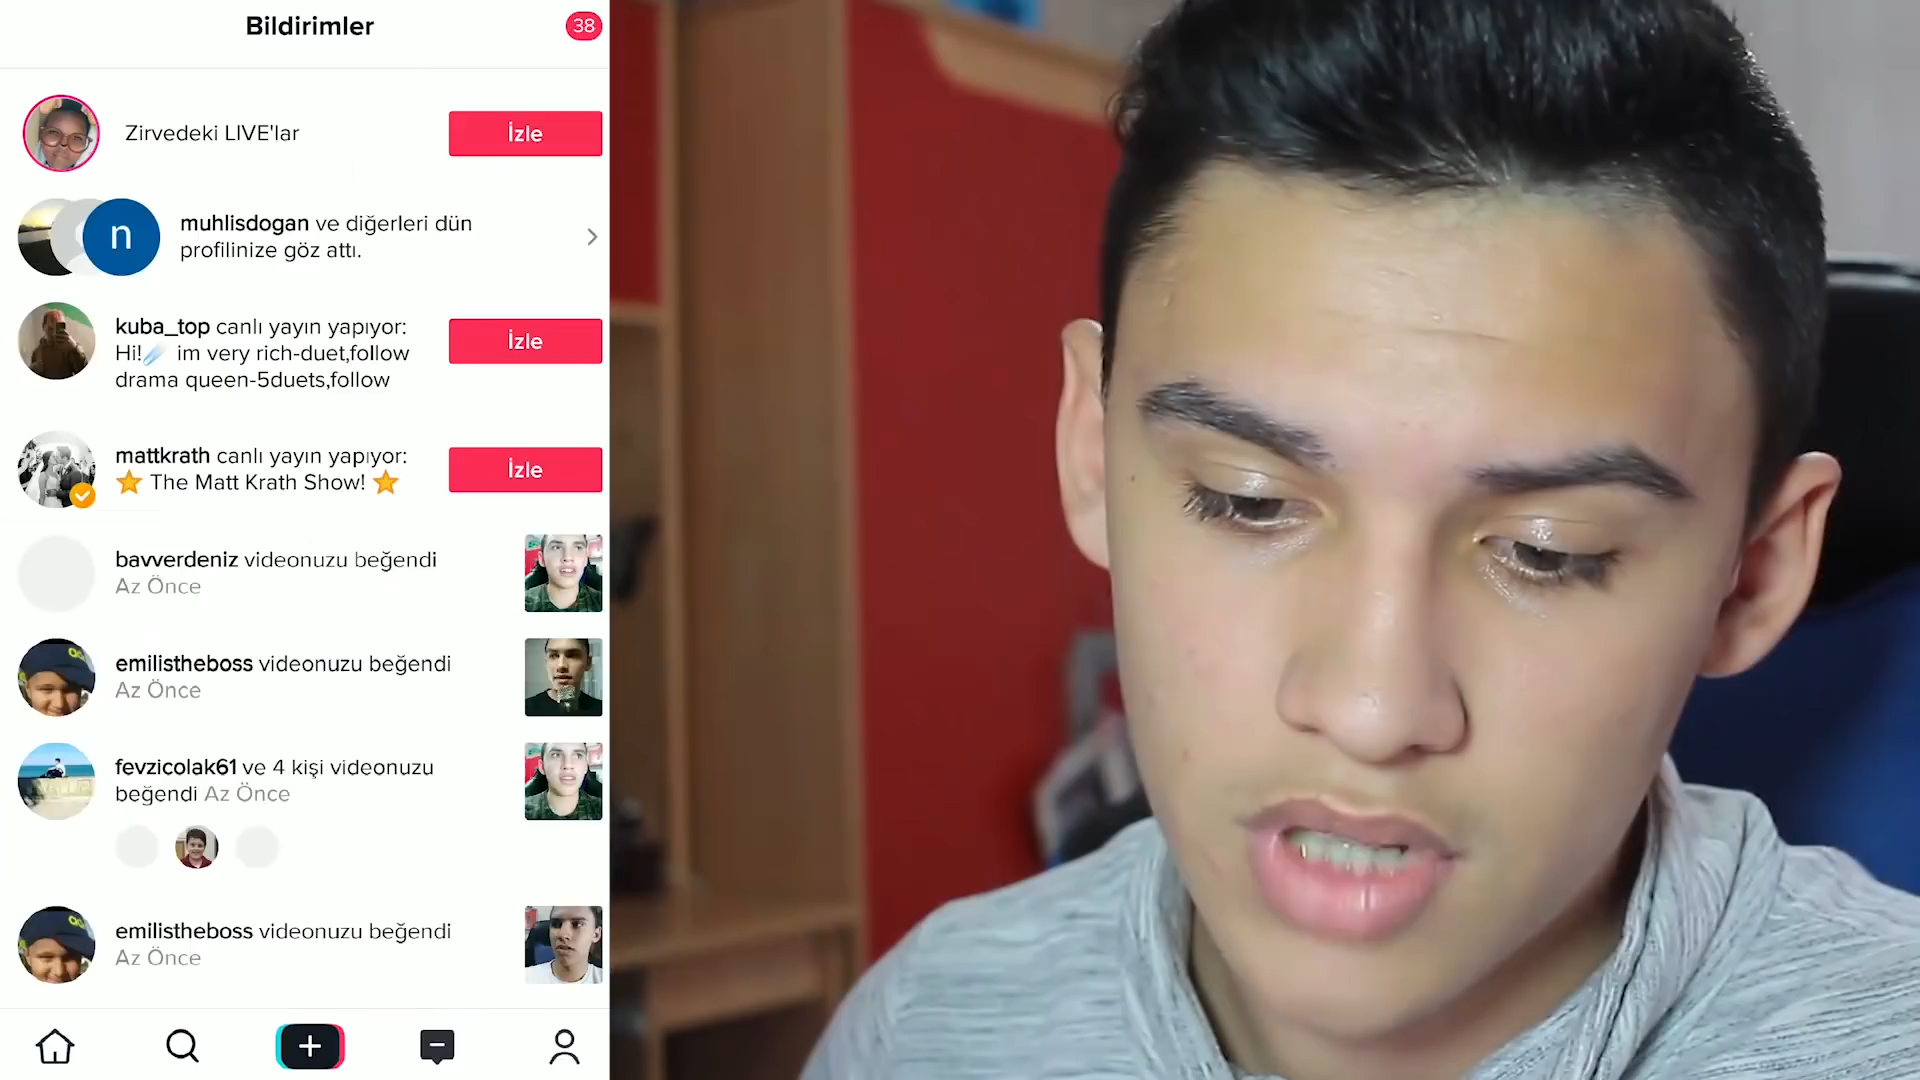 Bildirimler
38
Zirvedeki LIVE'lar
İzle
n
muhlisdogan ve diğerleri dün
profilinize göz attı.
kuba_top canlı yayın yapıyor:
Hi!☄️ im very rich-duet,follow
drama queen-5duets,follow
İzle
mattkrath canlı yayın yapıyor:
⭐ The Matt Krath Show! ⭐
İzle
bavverdeniz videonuzu beğendi
Az Önce
emilistheboss videonuzu beğendi
Az Önce
fevzicolak61 ve 4 kişi videonuzu
beğendi Az Önce
emilistheboss videonuzu beğendi
Az Önce